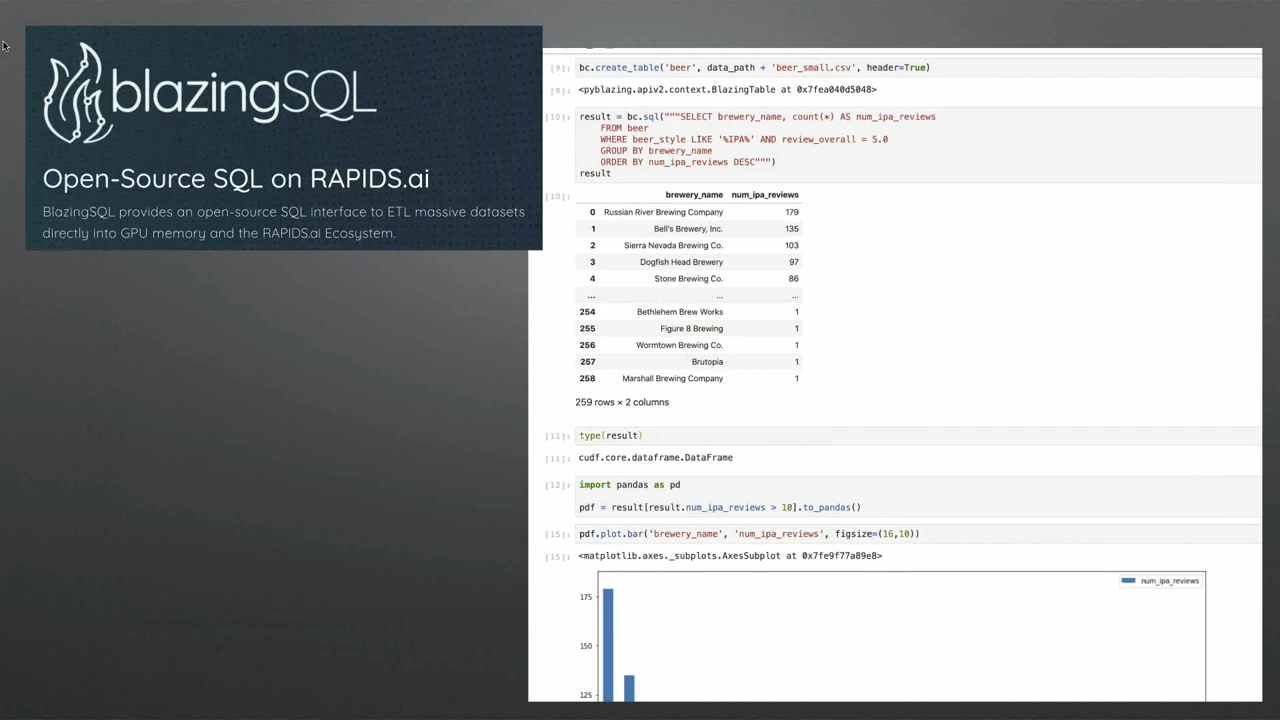 blazingSQL
Open-Source SQL on RAPIDS.ai
BlazingSQL provides an open-source SQL interface to ETL massive datasets
directly into GPU memory and the RAPIDS.ai Ecosystem.
[9]: bc.create_table('beer', data_path + 'beer_small.csv', header=True)
[9]: <pyblazing.apiv2.context.BlazingTable at 0x7fea040d5048>
[10]: result = bc.sql("""SELECT brewery_name, count(*) AS num_ipa_reviews
FROM beer
WHERE beer_style LIKE '%IPA%' AND review_overall = 5.0
GROUP BY brewery_name
ORDER BY num_ipa_reviews DESC""")
result
[10]: brewery_name num_ipa_reviews
0 Russian River Brewing Company 179
1 Bell's Brewery, Inc. 135
2 Sierra Nevada Brewing Co. 103
3 Dogfish Head Brewery 97
4 Stone Brewing Co. 86
... ... ...
254 Bethlehem Brew Works 1
255 Figure 8 Brewing 1
256 Wormtown Brewing Co. 1
257 Brutopia 1
258 Marshall Brewing Company 1
259 rows × 2 columns
[11]: type(result)
[11]: cudf.core.dataframe.DataFrame
[12]: import pandas as pd
pdf = result[result.num_ipa_reviews > 10].to_pandas()
[15]: pdf.plot.bar('brewery_name', 'num_ipa_reviews', figsize=(16,10))
[15]: <matplotlib.axes._subplots.AxesSubplot at 0x7fe9f77a89e8>
num_ipa_reviews
175
150
125